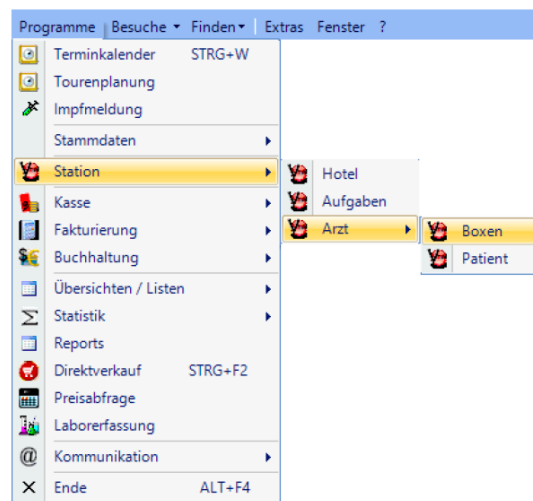 Programme Besuche Finden Extras Fenster ?
Terminkalender STRG+W
Tourenplanung
Impfmeldung
Stammdaten
Station
Hotel
Kasse
Aufgaben
Fakturierung
Arzt
Boxen
Buchhaltung
Patient
Übersichten / Listen
Statistik
Reports
Direktverkauf STRG+F2
Preisabfrage
Laborerfassung
@ Kommunikation
Ende ALT+F4